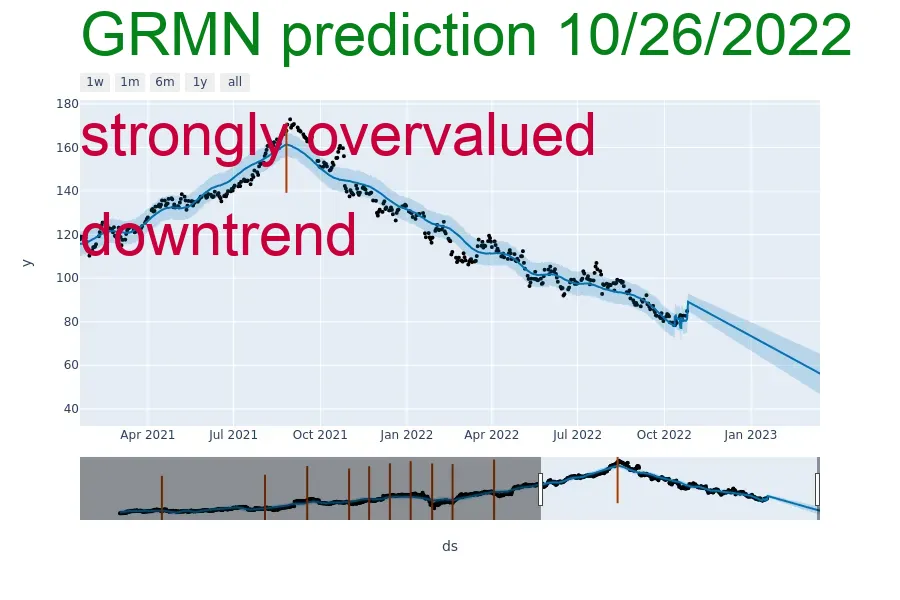 GRMN prediction 10/26/2022
1w 1m 6m 1y all
180
strongly overvalued
160
140
downtrend
120
y
100
80
60
40
Apr 2021 Jul 2021 Oct 2021 Jan 2022 Apr 2022 Jul 2022 Oct 2022 Jan 2023
ds